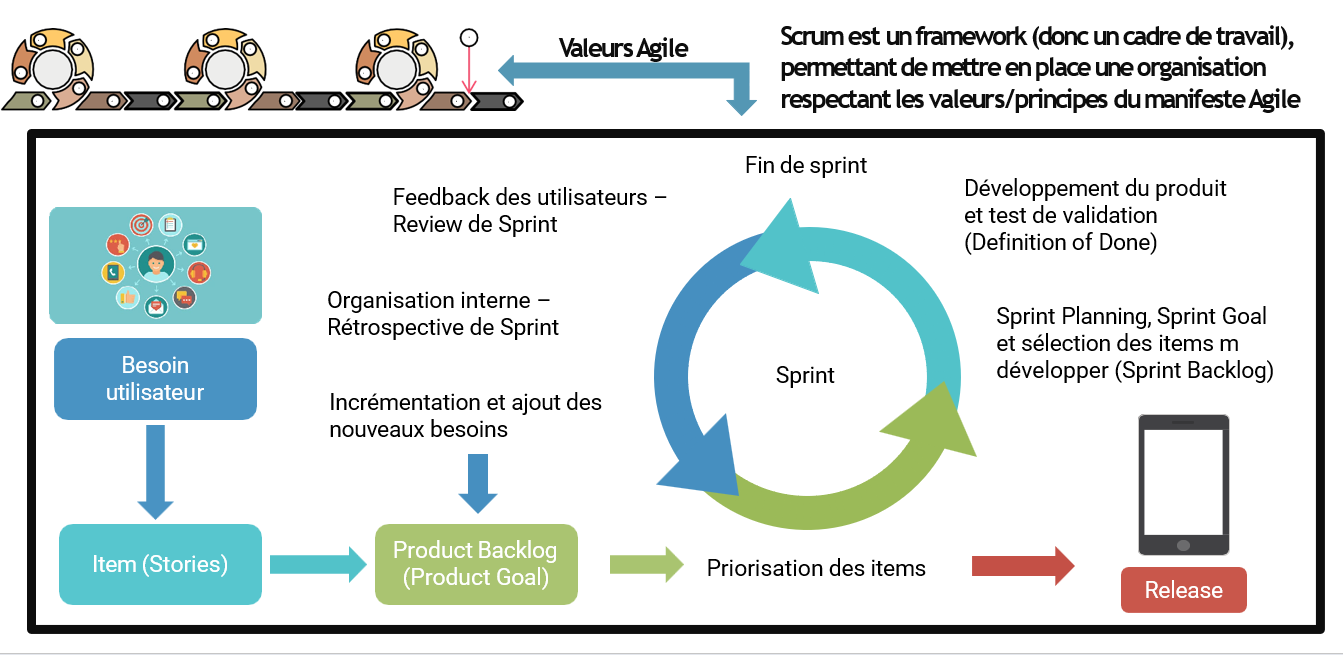 Valeurs Agile
Scrum est un framework (donc un cadre de travail),
permettant de mettre en place une organisation
respectant les valeurs/principes du manifeste Agile
Fin de sprint
Feedback des utilisateurs –
Review de Sprint
Développement du produit
et test de validation
(Definition of Done)
Organisation interne –
Rétrospective de Sprint
Sprint Planning, Sprint Goal
et sélection des items m
développer (Sprint Backlog)
Besoin
utilisateur
Sprint
Incrémentation et ajout des
nouveaux besoins
Item (Stories)
Product Backlog
(Product Goal)
Priorisation des items
Release